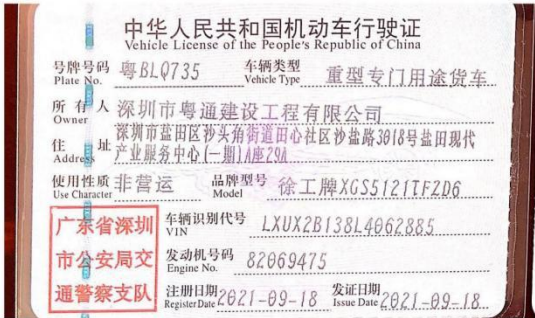 中华人民共和国机动车行驶证
Vehicle License of the People's Republic of China
号牌号码 粤BLQ735 车辆类型 重型专门用途货车
Plate No. Vehicle Type
所有人 深圳市粤通建设工程有限公司
Owner
住址 深圳市盐田区沙头角街道田心社区沙盐路3018号盐田现代
Address 产业服务中心(一期)A座29A
使用性质 非营运 品牌型号 徐工牌XGS5121TFZD6
Use Character Model
广东省深圳
市公安局交
通警察支队
车辆识别代号 LXUX2B138L4062885
VIN
发动机号码 82069475
Engine No.
注册日期 2021-09-18 发证日期 2021-09-18
Register Date Issue Date